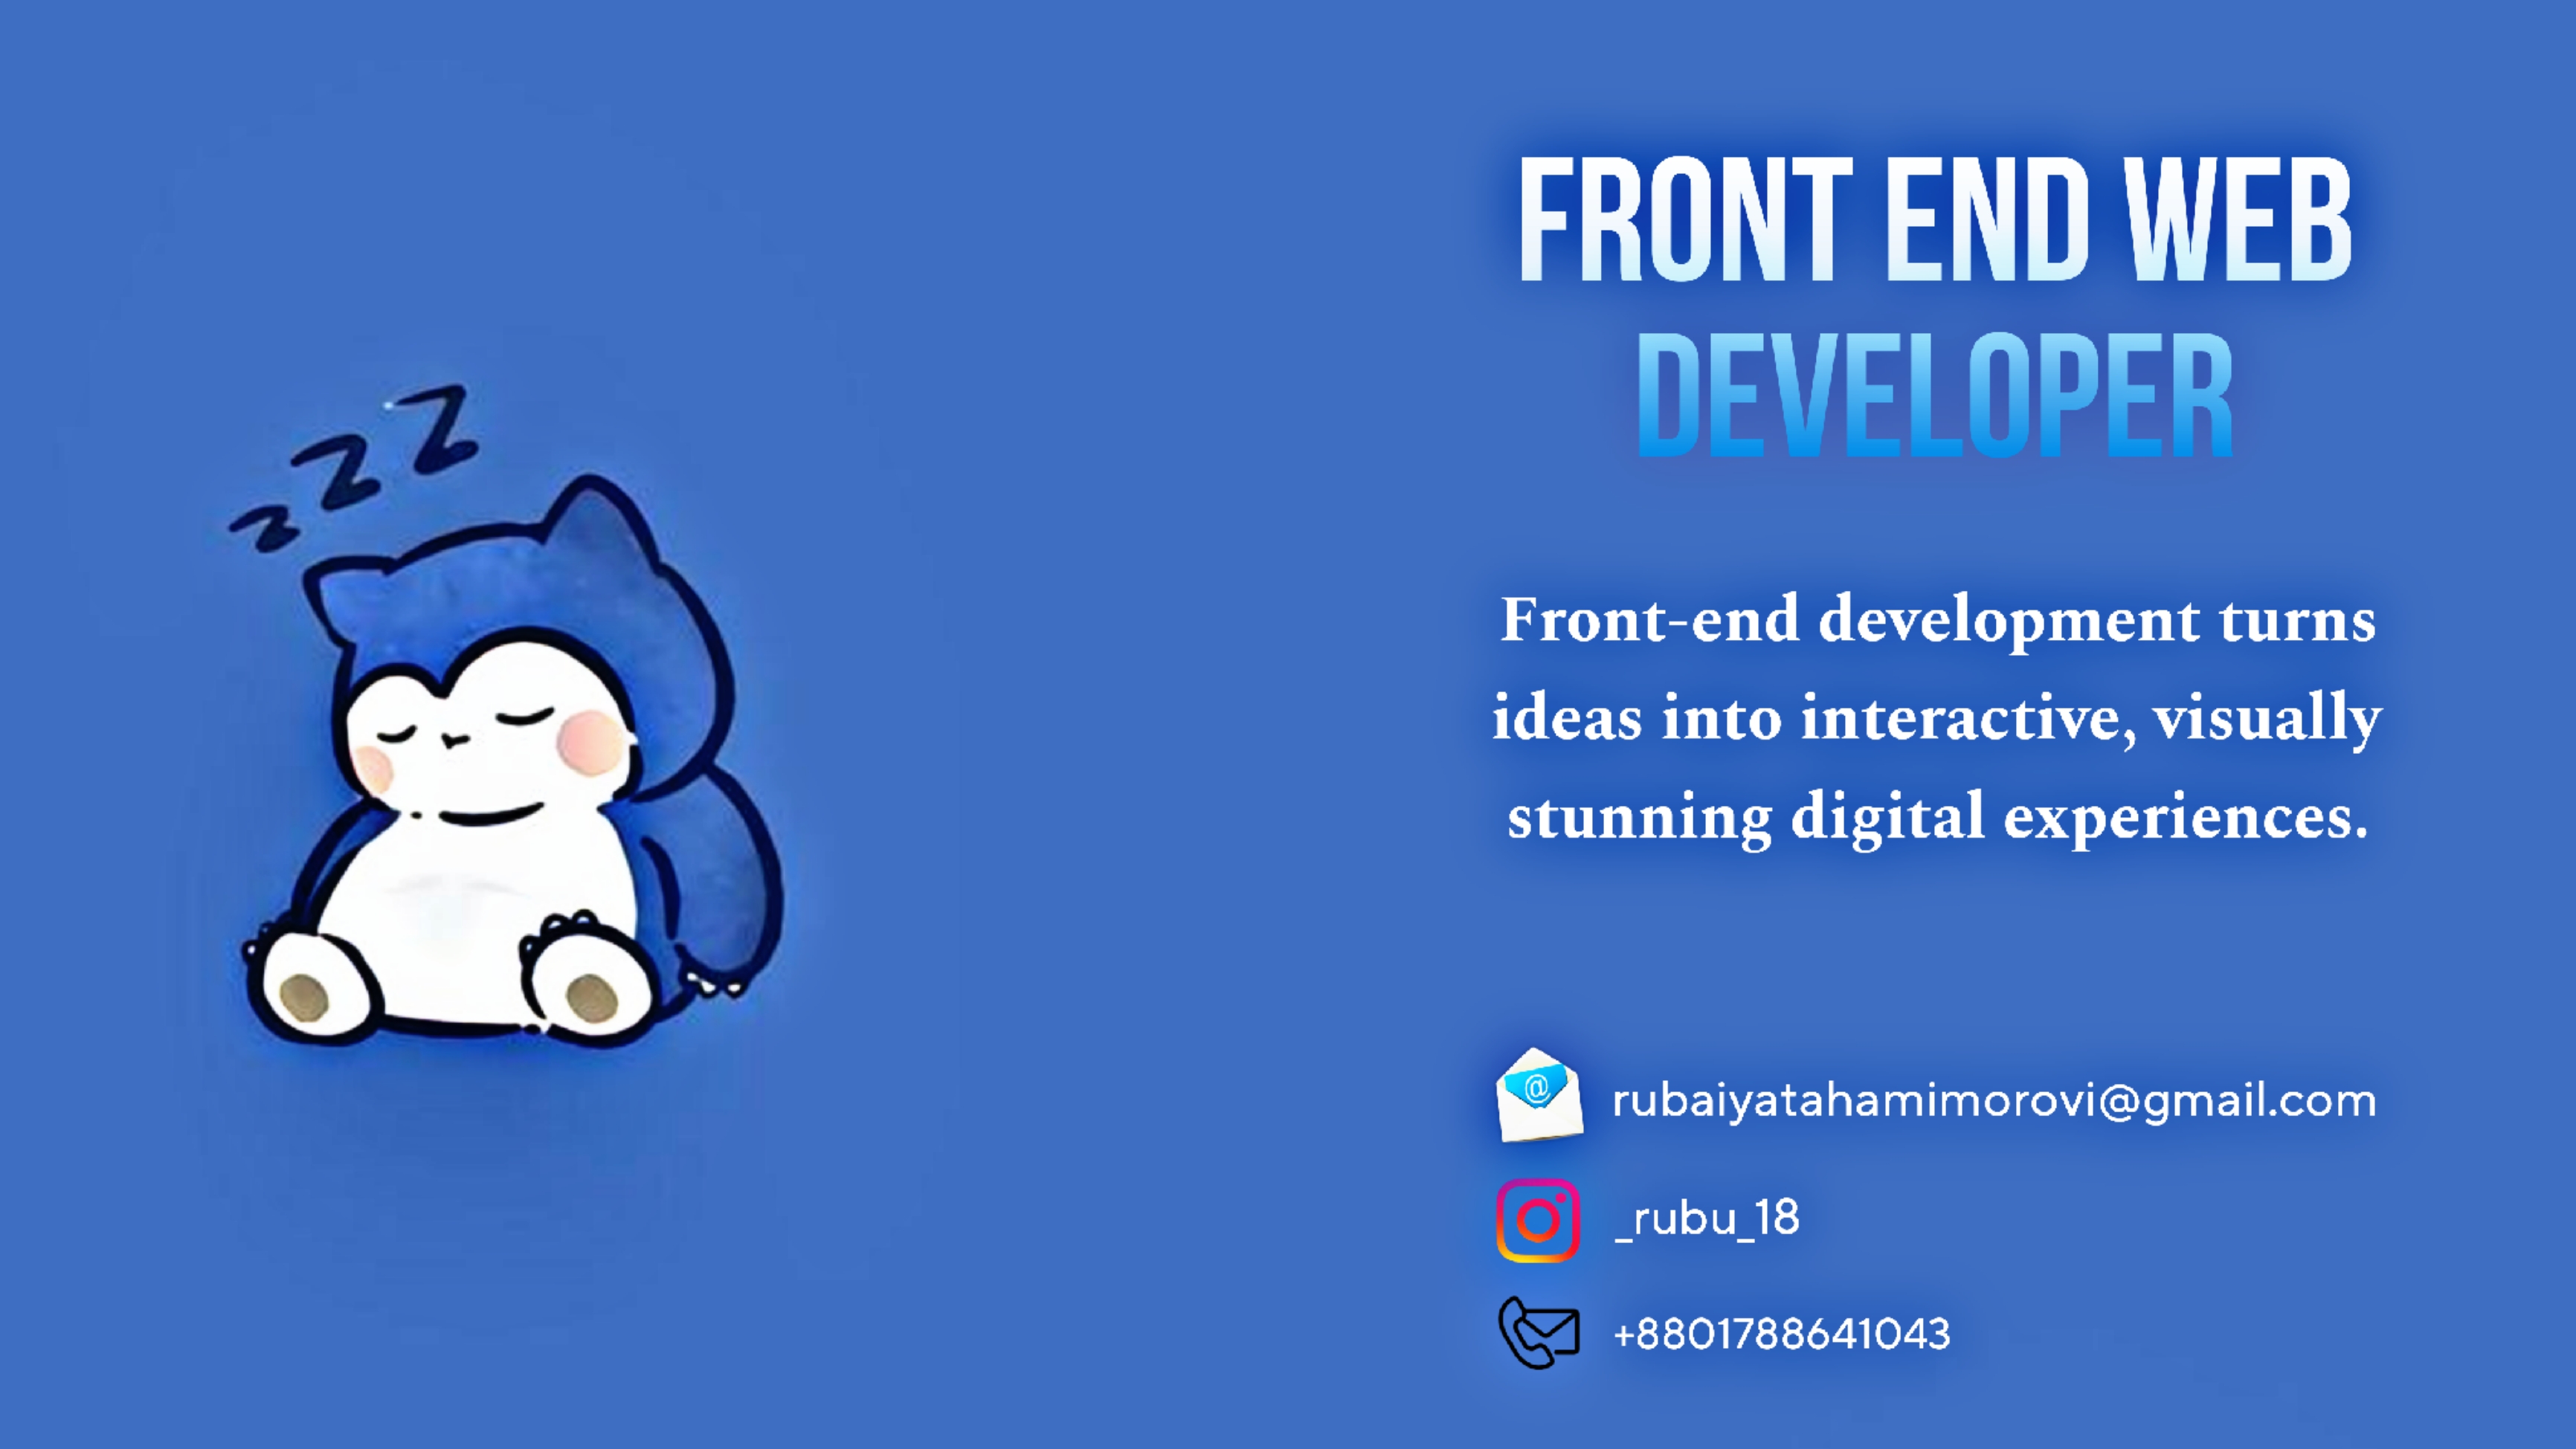 zzz
FRONT END WEB
DEVELOPER
Front-end development turns
ideas into interactive, visually
stunning digital experiences.
@
rubaiyatahamimorovi@gmail.com
_rubu_18
+8801788641043